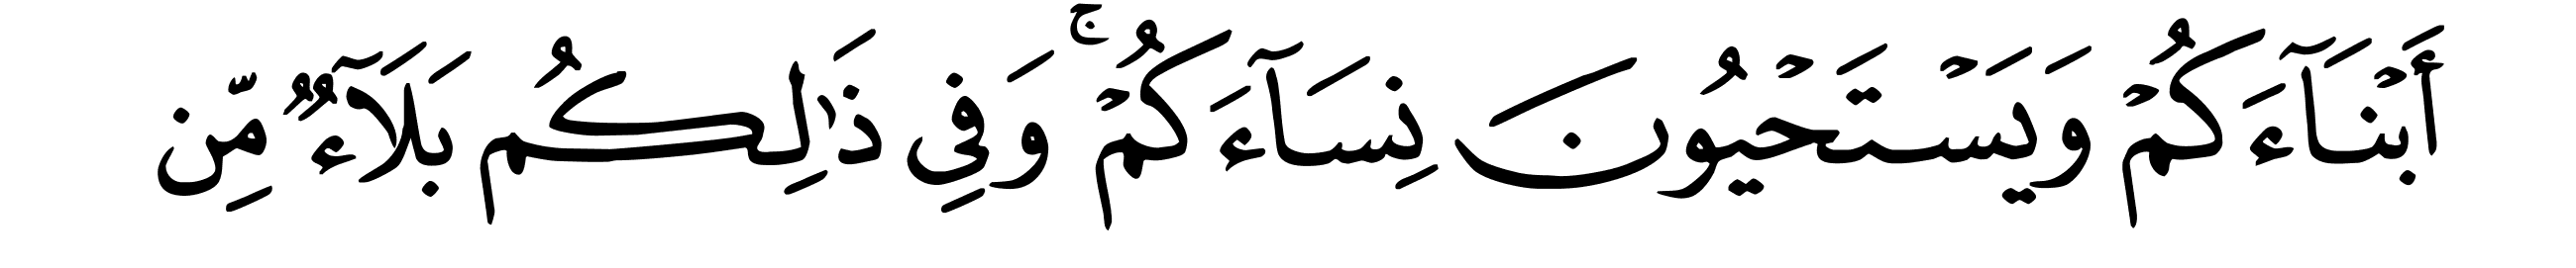 أَبْنَآءَكُمْ وَيَسْتَحْيُونَ نِسَآءَكُمْ ۚ وَفِي ذَٰلِكُم بَلَآءٌ مِّن